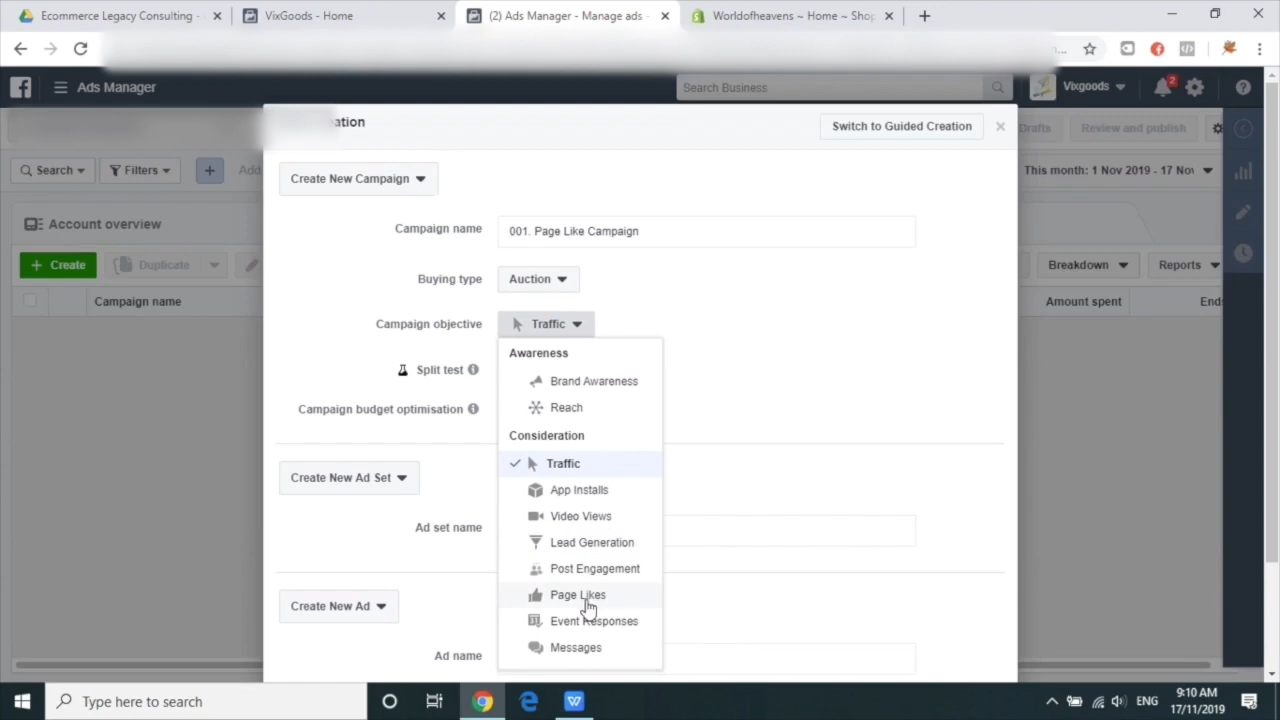 Ecommerce Legacy Consulting -
VixGoods - Home
(2) Ads Manager - Manage ads -
Worldofheavens ~ Home ~ Shop
Ads Manager
Search Business
Vixgoods
2
ation
Switch to Guided Creation
Drafts
Review and publish
Search
Filters
Add
Create New Campaign
This month: 1 Nov 2019 - 17 Nov
Account overview
Campaign name
001. Page Like Campaign
Create
Duplicate
Buying type
Auction
Breakdown
Reports
Campaign name
Amount spent
Ends
Campaign objective
Traffic
Awareness
Split test
Brand Awareness
Campaign budget optimisation
Reach
Consideration
Traffic
Create New Ad Set
App Installs
Video Views
Ad set name
Lead Generation
Post Engagement
Create New Ad
Page Likes
Event Responses
Ad name
Messages
Type here to search
ENG
9:10 AM
17/11/2019